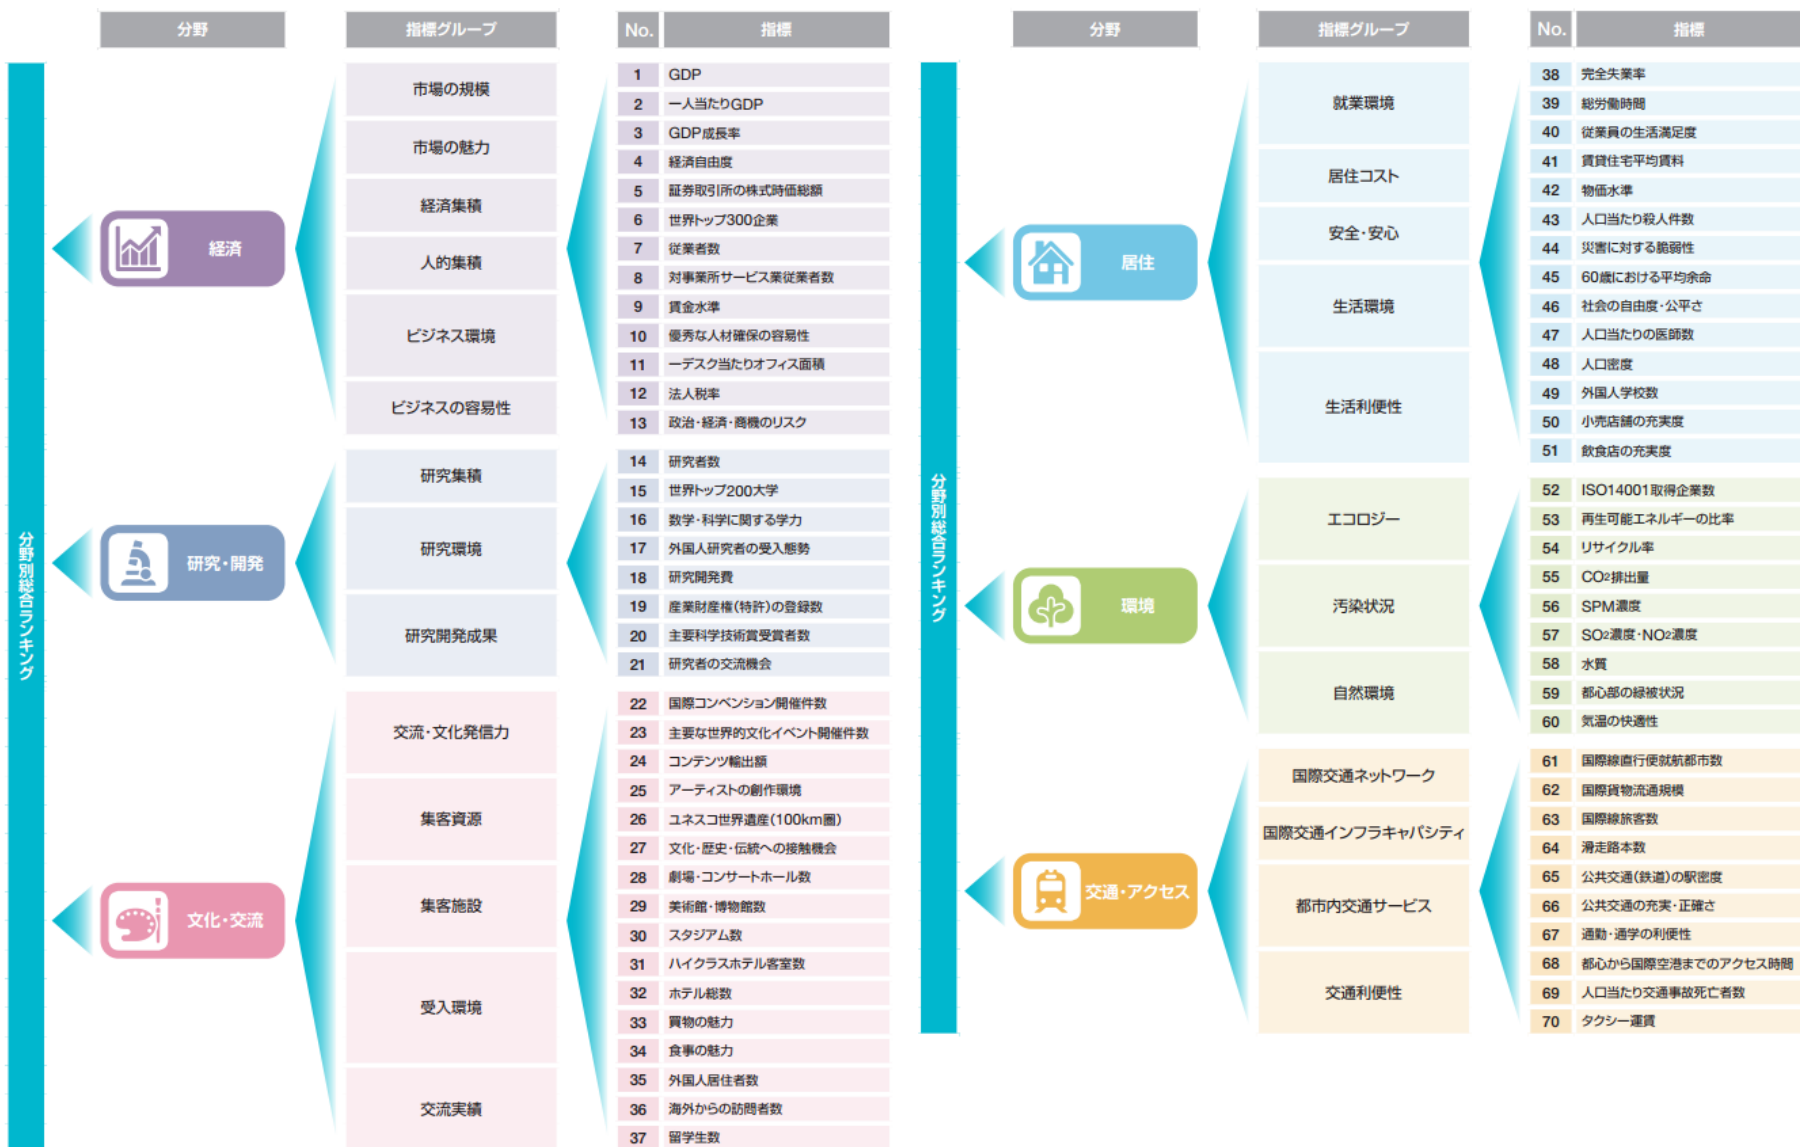 分野 指標グループ No. 指標
分野別総合ランキング
経済
市場の規模
1 GDP
2 一人当たりGDP
市場の魅力
3 GDP成長率
4 経済自由度
経済集積
5 証券取引所の株式時価総額
6 世界トップ300企業
人的集積
7 従業者数
8 対事業所サービス業従業者数
ビジネス環境
9 賃金水準
10 優秀な人材確保の容易性
11 一デスク当たりオフィス面積
ビジネスの容易性
12 法人税率
13 政治・経済・商機のリスク
研究・開発
研究集積
14 研究者数
15 世界トップ200大学
研究環境
16 数学・科学に関する学力
17 外国人研究者の受入態勢
18 研究開発費
研究開発成果
19 産業財産権(特許)の登録数
20 主要科学技術賞受賞者数
21 研究者の交流機会
文化・交流
交流・文化発信力
22 国際コンベンション開催件数
23 主要な世界的文化イベント開催件数
24 コンテンツ輸出額
集客資源
25 アーティストの創作環境
26 ユネスコ世界遺産(100km圏)
27 文化・歴史・伝統への接触機会
集客施設
28 劇場・コンサートホール数
29 美術館・博物館数
30 スタジアム数
受入環境
31 ハイクラスホテル客室数
32 ホテル総数
33 買物の魅力
34 食事の魅力
交流実績
35 外国人居住者数
36 海外からの訪問者数
37 留学生数
分野 指標グループ No. 指標
分野別総合ランキング
居住
就業環境
38 完全失業率
39 総労働時間
40 従業員の生活満足度
居住コスト
41 賃貸住宅平均賃料
42 物価水準
安全・安心
43 人口当たり殺人件数
44 災害に対する脆弱性
生活環境
45 60歳における平均余命
46 社会の自由度・公平さ
47 人口当たりの医師数
生活利便性
48 人口密度
49 外国人学校数
50 小売店舗の充実度
51 飲食店の充実度
環境
エコロジー
52 ISO14001取得企業数
53 再生可能エネルギーの比率
54 リサイクル率
汚染状況
55 CO2排出量
56 SPM濃度
57 SO2濃度・NO2濃度
自然環境
58 水質
59 都心部の緑被状況
60 気温の快適性
交通・アクセス
国際交通ネットワーク
61 国際線直行便就航都市数
62 国際貨物流通規模
国際交通インフラキャパシティ
63 国際線旅客数
64 滑走路本数
都市内交通サービス
65 公共交通(鉄道)の駅密度
66 公共交通の充実・正確さ
67 通勤・通学の利便性
交通利便性
68 都心から国際空港までのアクセス時間
69 人口当たり交通事故死亡者数
70 タクシー運賃